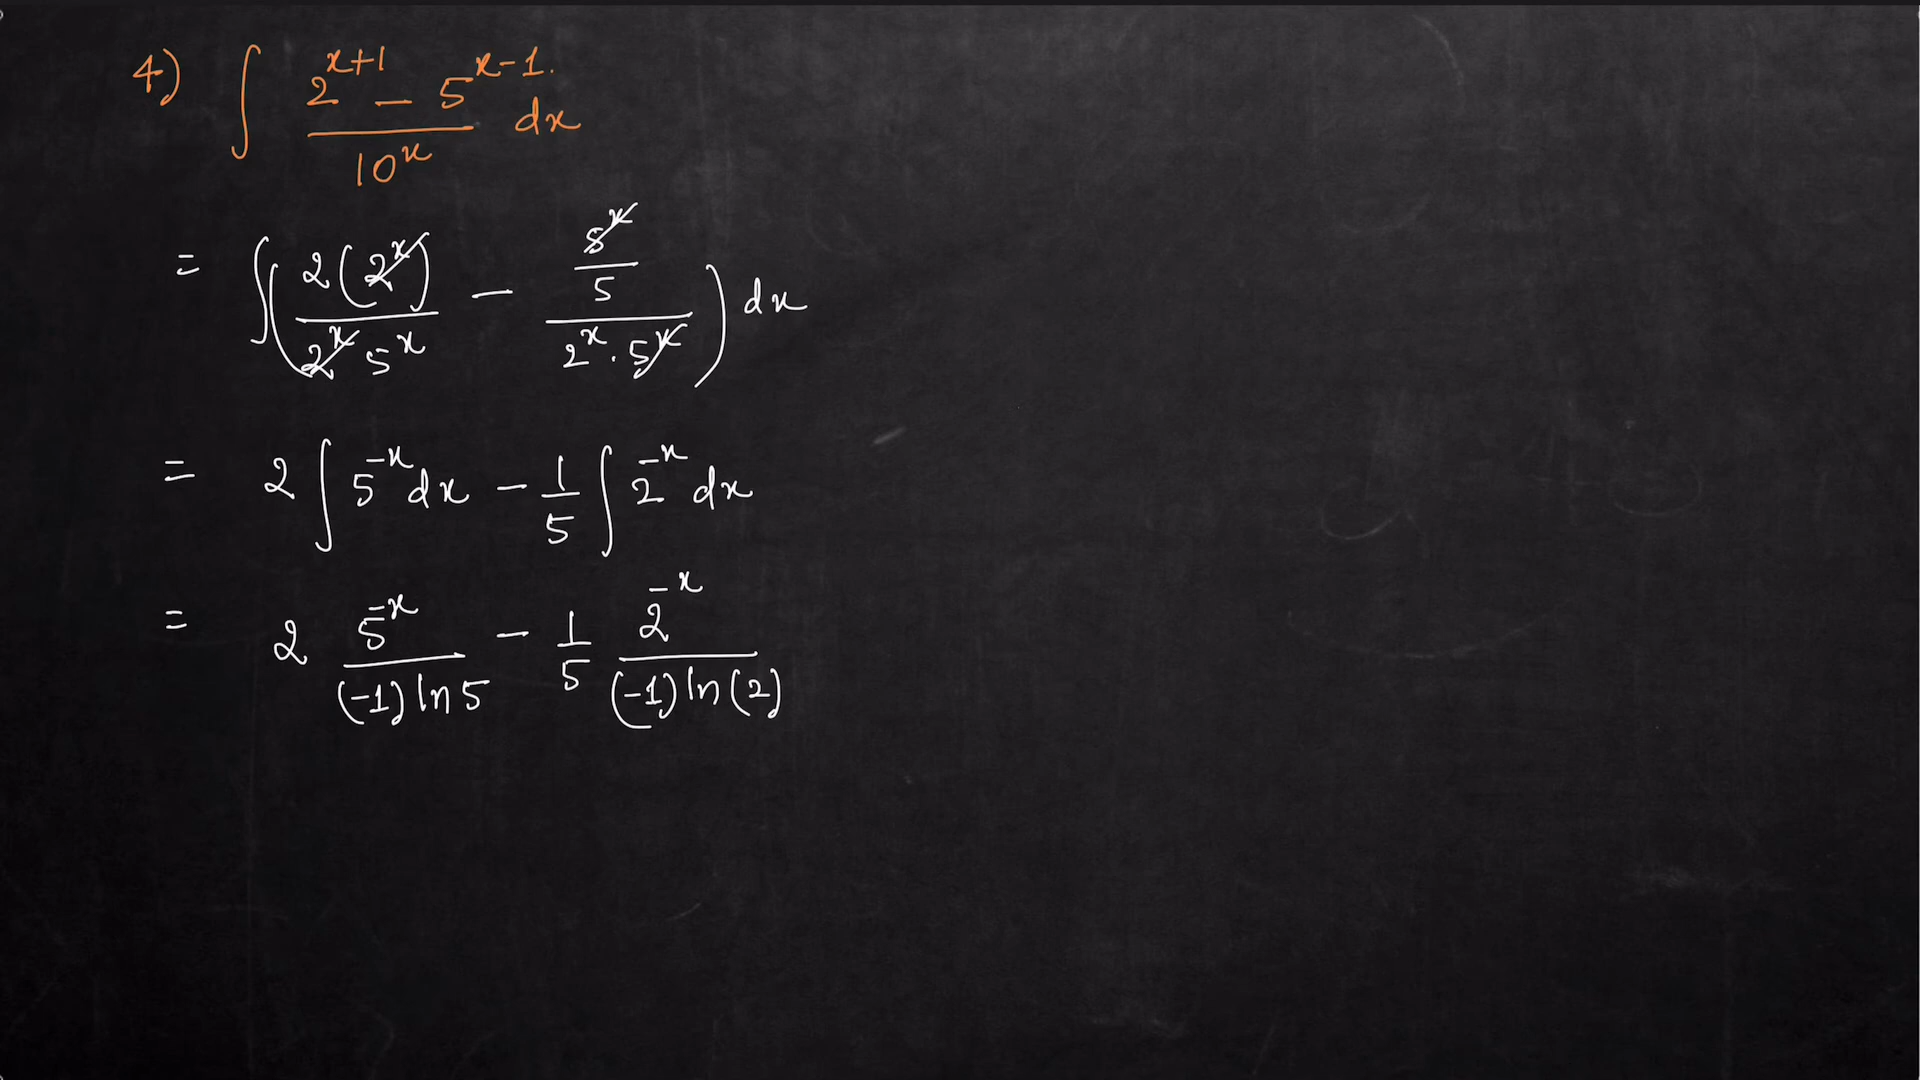 4) ∫ (2^(x+1) − 5^(x−1))/10^x dx
= ∫( 2(2^x)/(2^x 5^x) − (5^x/5)/(2^x · 5^x) ) dx
= 2 ∫ 5^(−x) dx − 1/5 ∫ 2^(−x) dx
= 2 5^(−x)/((−1) ln 5) − 1/5 2^(−x)/((−1) ln(2))